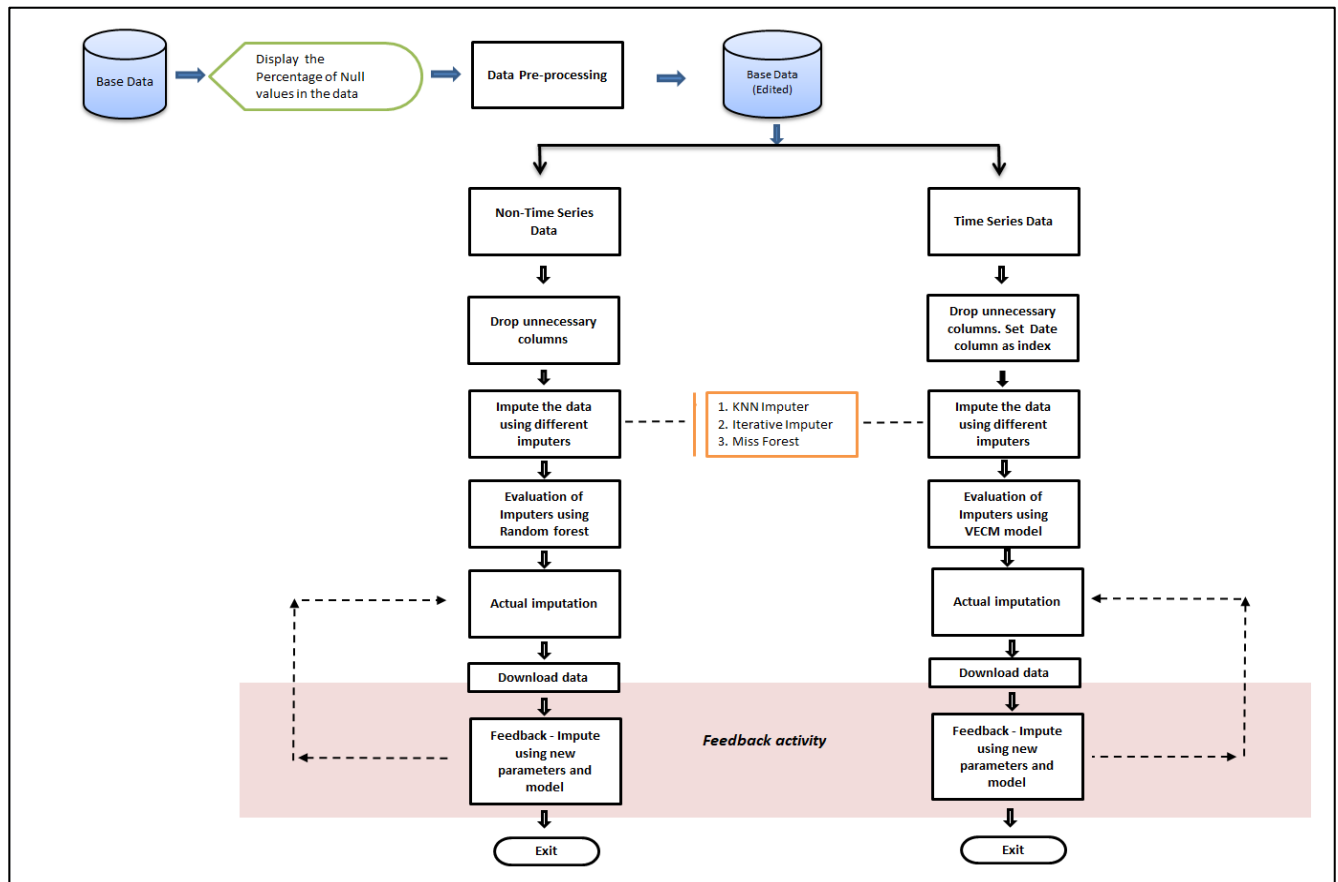 Base Data
Display the
Percentage of Null
values in the data
Data Pre-processing
Base Data
(Edited)
Non-Time Series
Data
Time Series Data
Drop unnecessary
columns
Drop unnecessary
columns. Set Date
column as index
Impute the data
using different
imputers
1. KNN Imputer
2. Iterative Imputer
3. Miss Forest
Impute the data
using different
imputers
Evaluation of
Imputers using
Random forest
Evaluation of
Imputers using
VECM model
Actual imputation
Actual imputation
Download data
Download data
Feedback - Impute
using new
parameters and
model
Feedback activity
Feedback - Impute
using new
parameters and
model
Exit
Exit